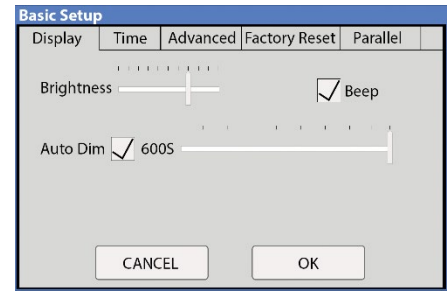 Basic Setup
Display Time Advanced Factory Reset Parallel
Brightness Beep
Auto Dim 600S
CANCEL OK